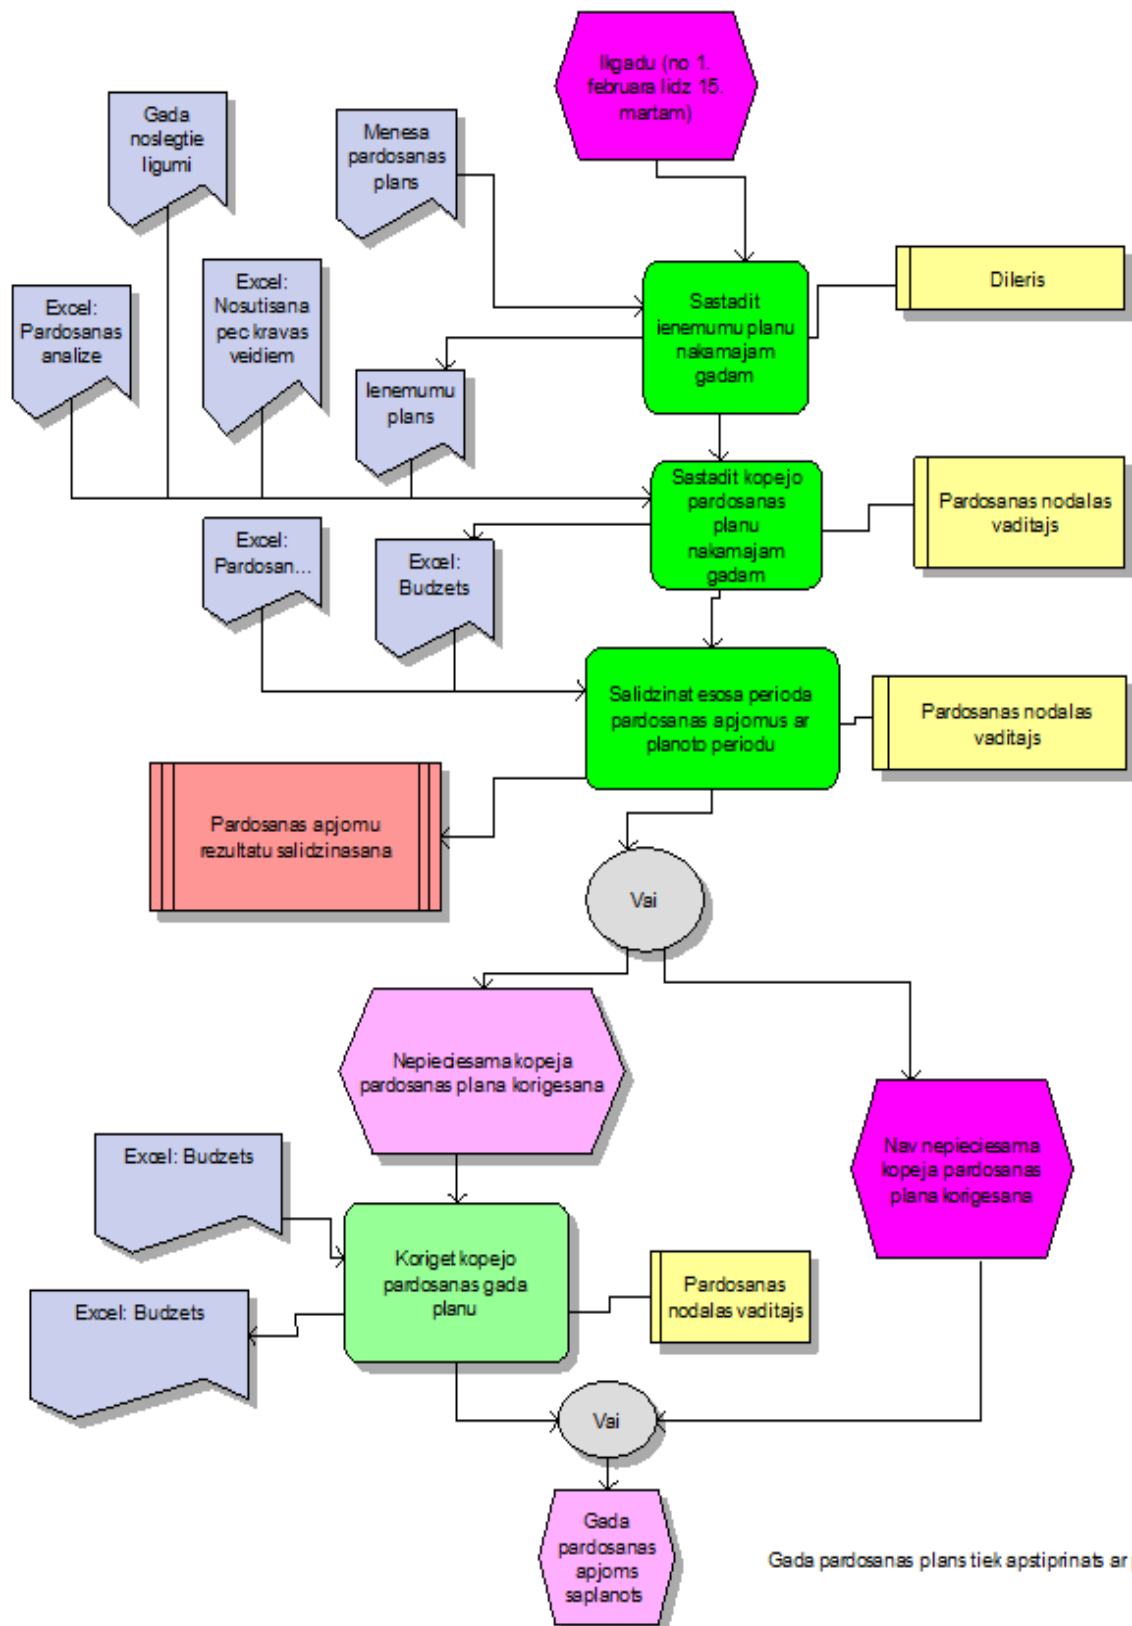 Ikgadu (no 1.
februara lidz 15.
martam)
Gada
noslegtie
ligumi
Menesa
pardosanas
plans
Excel:
Nosutisana
pec kravas
veidiem
Excel:
Pardosanas
analize
Sastadit
ienemumu planu
nakamajam
gadam
Dileris
Ienemumu
plans
Sastadit kopejo
pardosanas
planu
nakamajam
gadam
Pardosanas nodalas
vaditajs
Excel:
Pardosan...
Excel:
Budzets
Salidzinat esosa perioda
pardosanas apjomus ar
planoto periodu
Pardosanas nodalas
vaditajs
Pardosanas apjomu
rezultatu salidzinasana
Vai
Nepieciesama kopeja
pardosanas plana korigesana
Nav nepieciesama
kopeja pardosanas
plana korigesana
Excel: Budzets
Koriget kopejo
pardosanas gada
planu
Pardosanas
nodalas vaditajs
Excel: Budzets
Vai
Gada
pardosanas
apjoms
saplanots
Gada pardosanas plans tiek apstiprinats ar